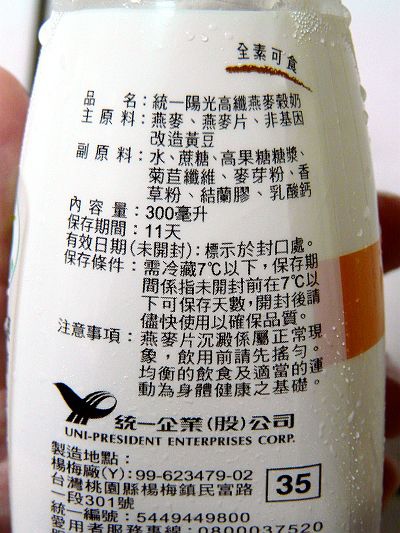 全素可食
品　　名：統一陽光高纖燕麥穀奶
主 原 料：燕麥、燕麥片、非基因
改造黃豆
副 原 料：水、蔗糖、高果糖糖漿、
菊苣纖維、麥芽粉、香
草粉、結蘭膠、乳酸鈣
內 容 量：300毫升
保存期間：11天
有效日期(未開封)：標示於封口處。
保存條件：需冷藏7℃以下，保存期
間係指未開封前在7℃以
下可保存天數，開封後請
儘快使用以確保品質。
注意事項：燕麥片沉澱係屬正常現
象，飲用前請先搖勻。
均衡的飲食及適當的運
動為身體健康之基礎。
統一企業(股)公司
UNI-PRESIDENT ENTERPRISES CORP.
製造地點：
楊梅廠(Y)：99-623479-02
台灣桃園縣楊梅鎮民富路
一段301號
35
統一編號：5449449800
愛用者服務專線：0800037520